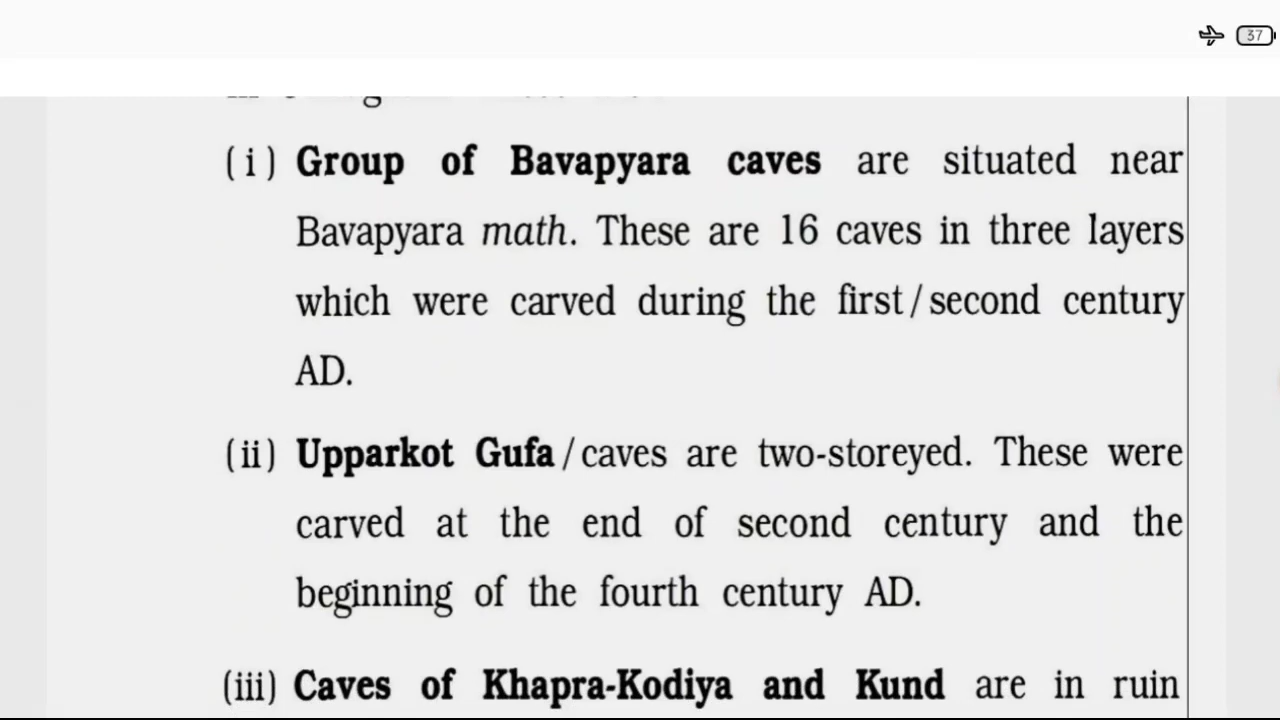 37
(i) Group of Bavapyara caves are situated near
Bavapyara math. These are 16 caves in three layers
which were carved during the first/second century
AD.
(ii) Upparkot Gufa/caves are two-storeyed. These were
carved at the end of second century and the
beginning of the fourth century AD.
(iii) Caves of Khapra-Kodiya and Kund are in ruin